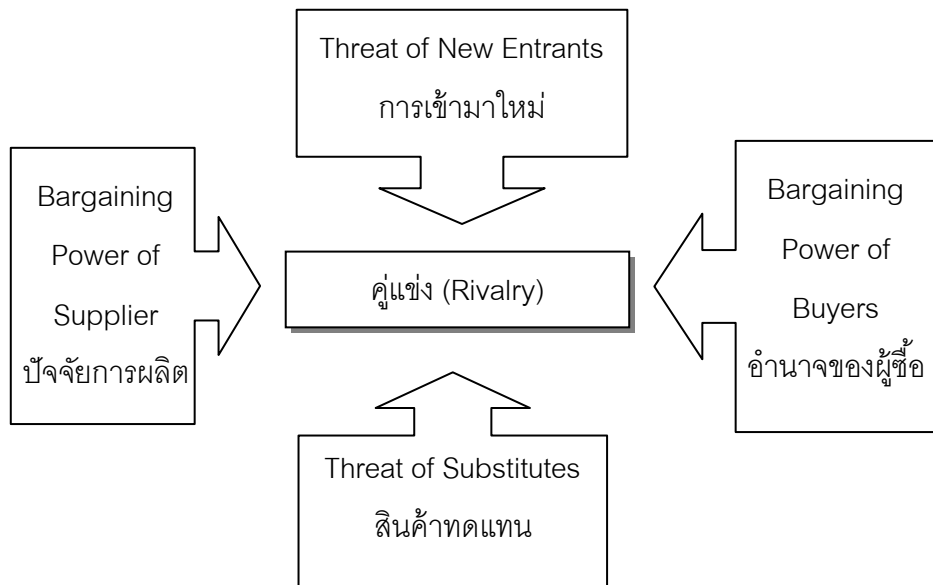 Threat of New Entrants
การเข้ามาใหม่
Bargaining
Power of
Supplier
ปัจจัยการผลิต
คู่แข่ง (Rivalry)
Bargaining
Power of
Buyers
อำนาจของผู้ซื้อ
Threat of Substitutes
สินค้าทดแทน